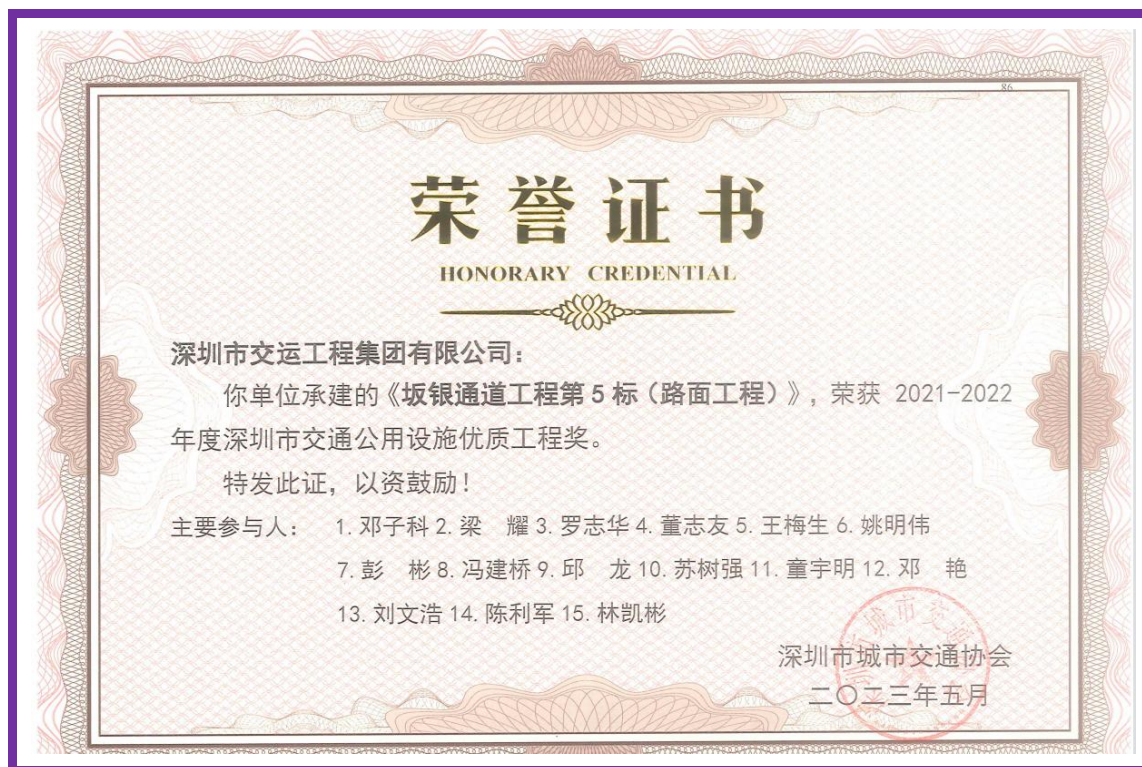 86
荣誉证书
HONORARY CREDENTIAL
深圳市交运工程集团有限公司：
你单位承建的《坂银通道工程第5标（路面工程）》，荣获 2021-2022
年度深圳市交通公用设施优质工程奖。
特发此证，以资鼓励！
主要参与人： 1.邓子科 2.梁 耀 3.罗志华 4.董志友 5.王梅生 6.姚明伟
7.彭 彬 8.冯建桥 9.邱 龙 10.苏树强 11.童宇明 12.邓 艳
13.刘文浩 14.陈利军 15.林凯彬
深圳市城市交通协会
二〇二三年五月